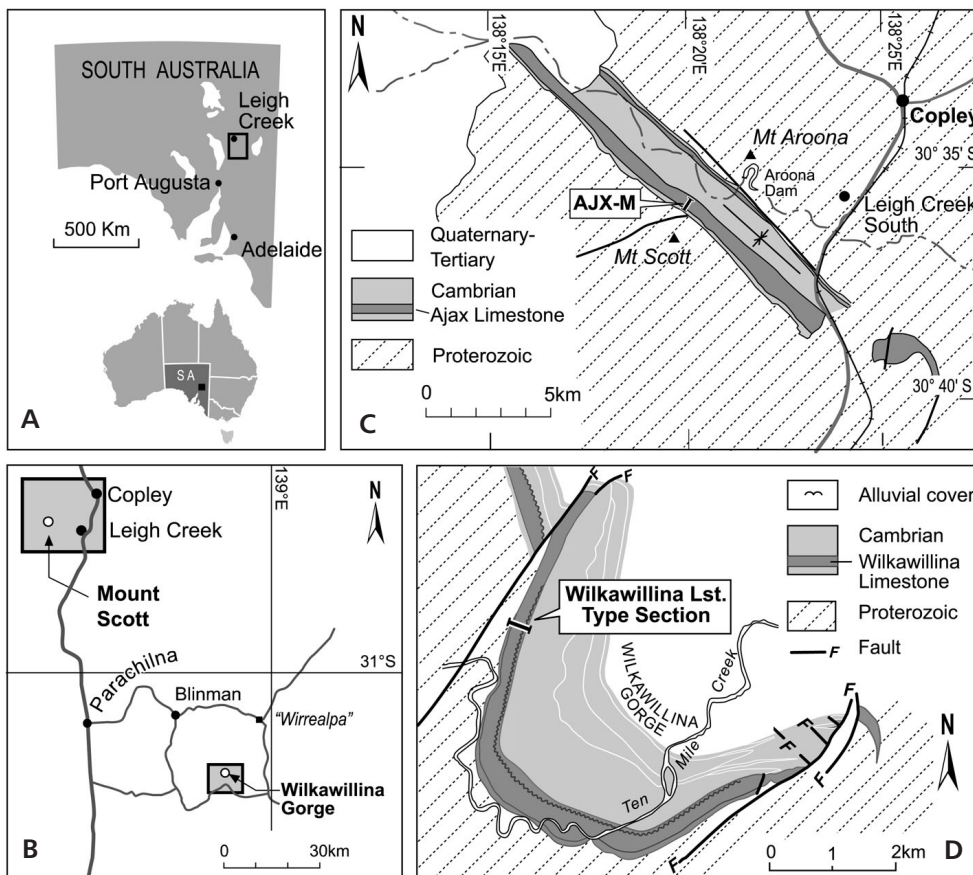 SOUTH AUSTRALIA
Leigh
Creek
Port Augusta
500 Km
Adelaide
S A
A
N
138°15'E
138°20'E
138°25'E
Copley
Mt Aroona
30° 35' S
Aroona
Dam
AJX-M
Leigh Creek
South
Mt Scott
Quaternary-
Tertiary
Cambrian
Ajax Limestone
Proterozoic
0
5km
30° 40' S
C
Copley
Leigh Creek
139°E
N
Mount
Scott
31°S
Parachilna
Blinman
"Wirrealpa"
Wilkawillina
Gorge
0
30km
B
F
F
Alluvial cover
Cambrian
Wilkawillina
Limestone
Proterozoic
F
Fault
Wilkawillina Lst.
Type Section
WILKAWILLINA
GORGE
Ten
Mile
Creek
F
F
F
F
F
N
0
1
2km
D